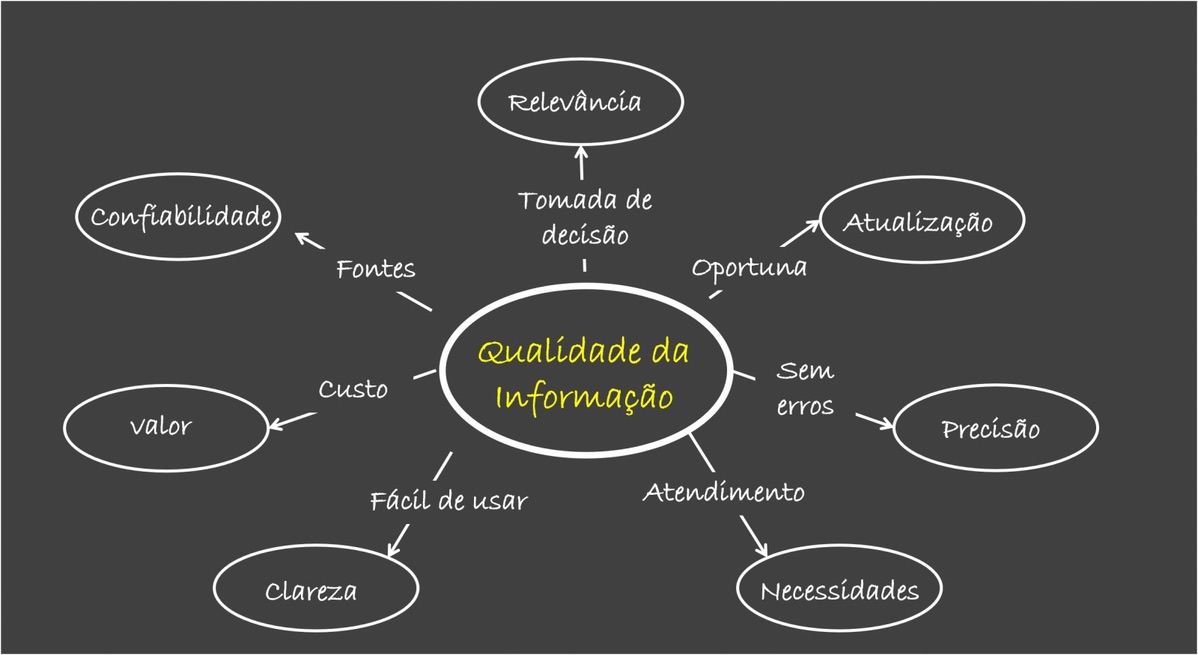 Relevância
Tomada de
decisão
Confiabilidade
Fontes
Oportuna
Atualização
Qualidade da
Informação
Custo
Valor
Sem
erros
Precisão
Fácil de usar
Clareza
Atendimento
Necessidades